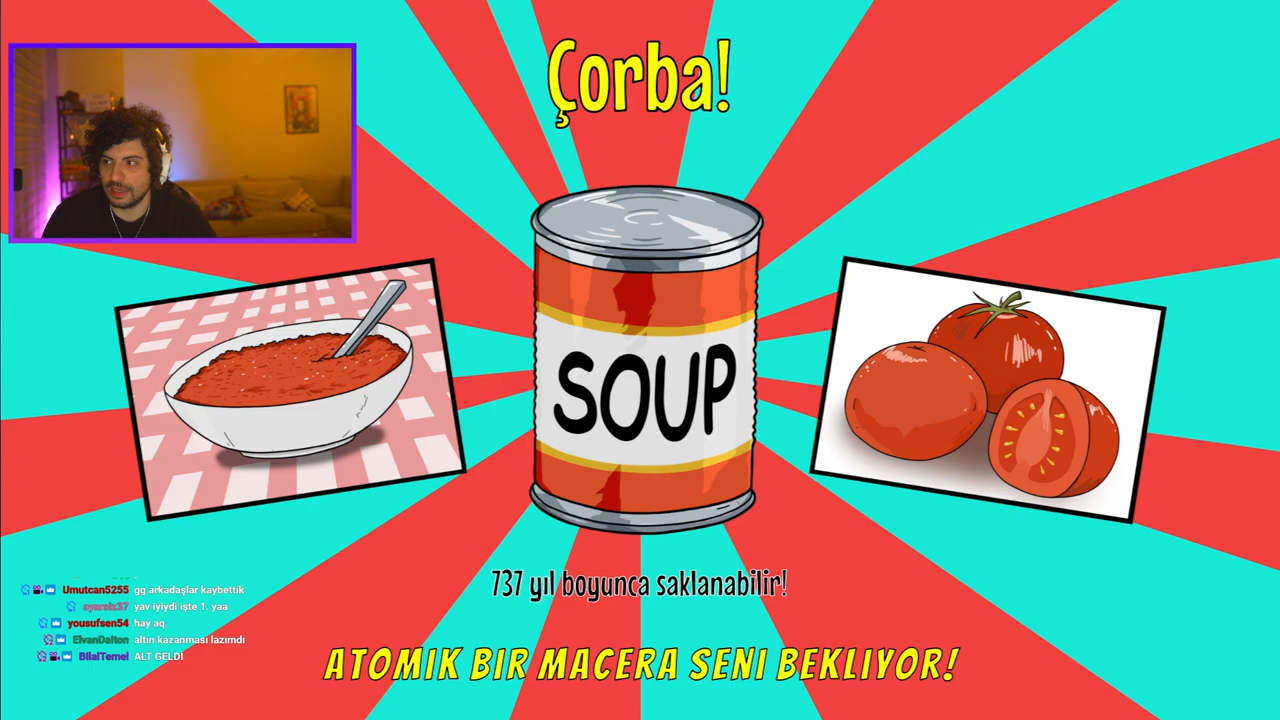 Çorba!
SOUP
737 yıl boyunca saklanabilir!
ATOMIK BIR MACERA SENI BEKLIYOR!
Umutcan5255 gg arkadaşlar kaybettik
ayarsiz37 yav iyiydi işte 1. yaa
yousufsen54 hay aq
ElvanDalton altın kazanması lazımdı
BilalTemel ALT GELDİ